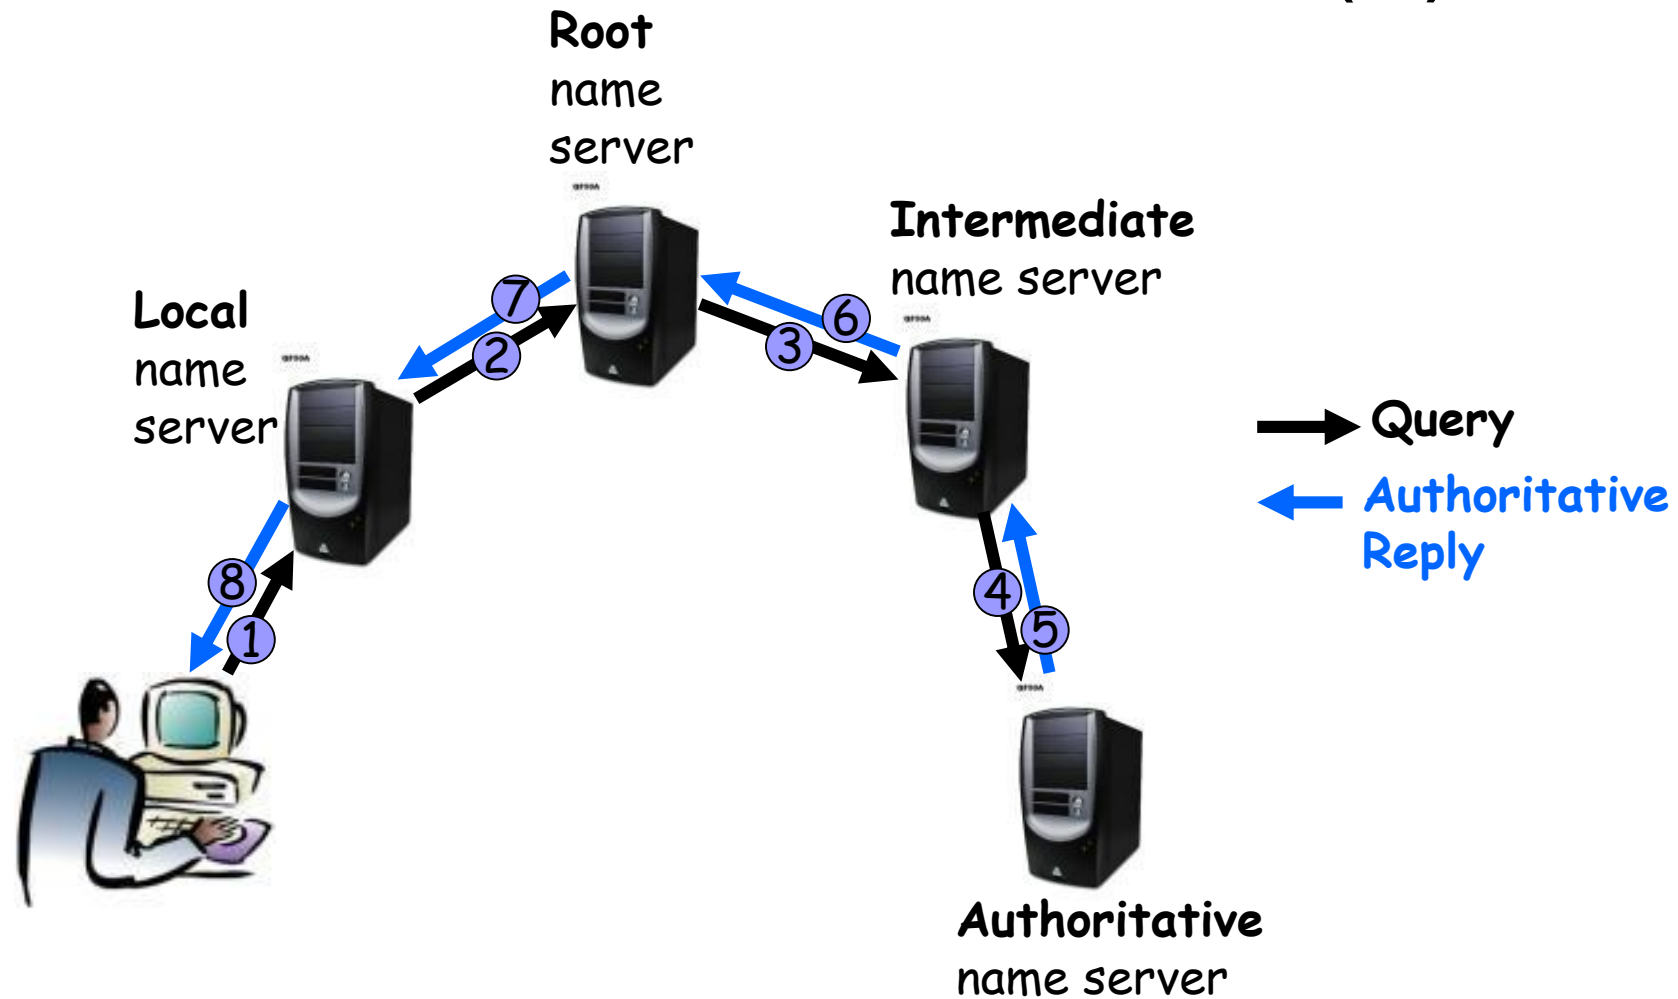 Root
name
server
Intermediate
name server
Local
name
server
7
2
6
3
Query
Authoritative
Reply
8
1
4
5
Authoritative
name server